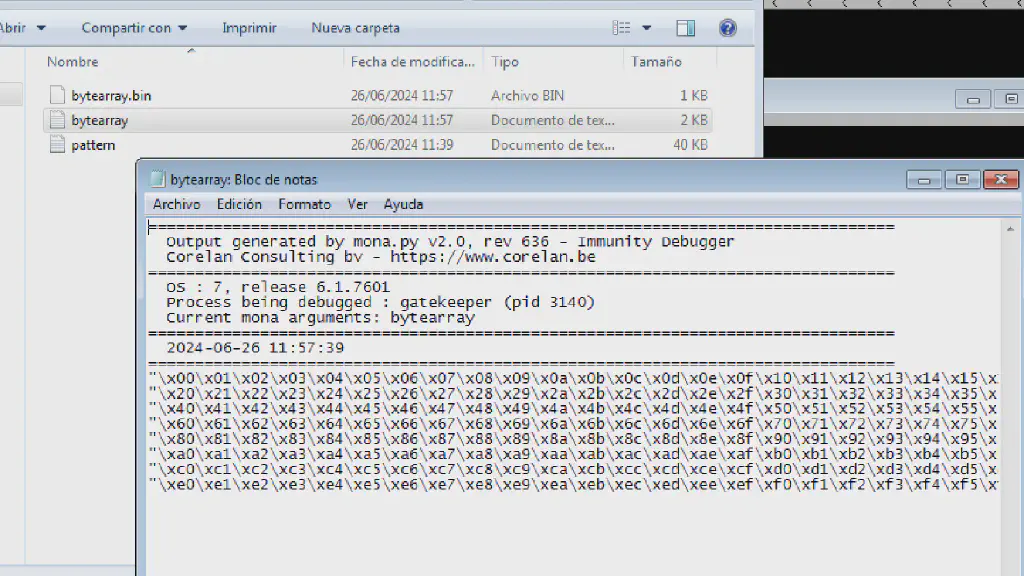 Compartir con Imprimir Nueva carpeta
Nombre Fecha de modifica... Tipo Tamaño
bytearray.bin 26/06/2024 11:57 Archivo BIN 1 KB
bytearray 26/06/2024 11:57 Documento de tex... 2 KB
pattern 26/06/2024 11:39 Documento de tex... 40 KB
bytearray: Bloc de notas
Archivo Edición Formato Ver Ayuda
================================================================================
Output generated by mona.py v2.0, rev 636 - Immunity Debugger
Corelan Consulting bv - https://www.corelan.be
================================================================================
OS : 7, release 6.1.7601
Process being debugged : gatekeeper (pid 3140)
Current mona arguments: bytearray
================================================================================
2024-06-26 11:57:39
================================================================================
"\x00\x01\x02\x03\x04\x05\x06\x07\x08\x09\x0a\x0b\x0c\x0d\x0e\x0f\x10\x11\x12\x13\x14\x15\x
"\x20\x21\x22\x23\x24\x25\x26\x27\x28\x29\x2a\x2b\x2c\x2d\x2e\x2f\x30\x31\x32\x33\x34\x35\x
"\x40\x41\x42\x43\x44\x45\x46\x47\x48\x49\x4a\x4b\x4c\x4d\x4e\x4f\x50\x51\x52\x53\x54\x55\x
"\x60\x61\x62\x63\x64\x65\x66\x67\x68\x69\x6a\x6b\x6c\x6d\x6e\x6f\x70\x71\x72\x73\x74\x75\x
"\x80\x81\x82\x83\x84\x85\x86\x87\x88\x89\x8a\x8b\x8c\x8d\x8e\x8f\x90\x91\x92\x93\x94\x95\x
"\xa0\xa1\xa2\xa3\xa4\xa5\xa6\xa7\xa8\xa9\xaa\xab\xac\xad\xae\xaf\xb0\xb1\xb2\xb3\xb4\xb5\x
"\xc0\xc1\xc2\xc3\xc4\xc5\xc6\xc7\xc8\xc9\xca\xcb\xcc\xcd\xce\xcf\xd0\xd1\xd2\xd3\xd4\xd5\x
"\xe0\xe1\xe2\xe3\xe4\xe5\xe6\xe7\xe8\xe9\xea\xeb\xec\xed\xee\xef\xf0\xf1\xf2\xf3\xf4\xf5\x